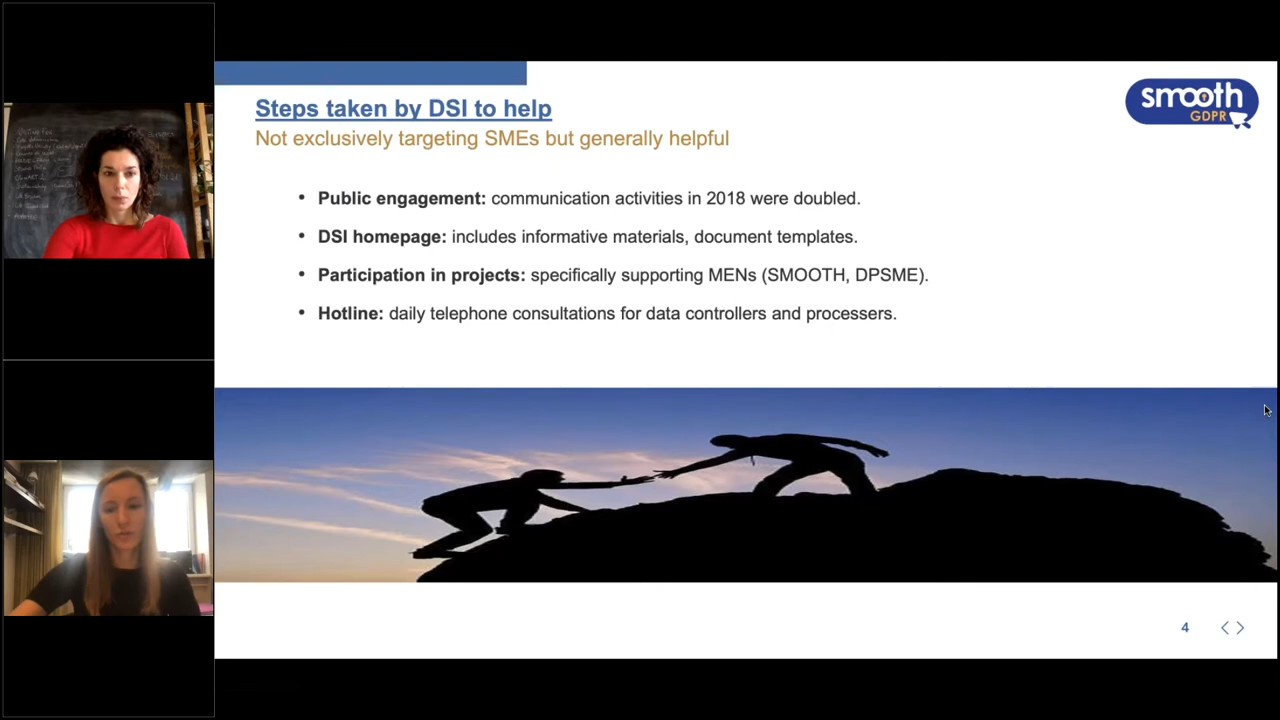 Steps taken by DSI to help
Not exclusively targeting SMEs but generally helpful
smooth
GDPR
• Public engagement: communication activities in 2018 were doubled.
• DSI homepage: includes informative materials, document templates.
• Participation in projects: specifically supporting MENs (SMOOTH, DPSME).
• Hotline: daily telephone consultations for data controllers and processers.
4